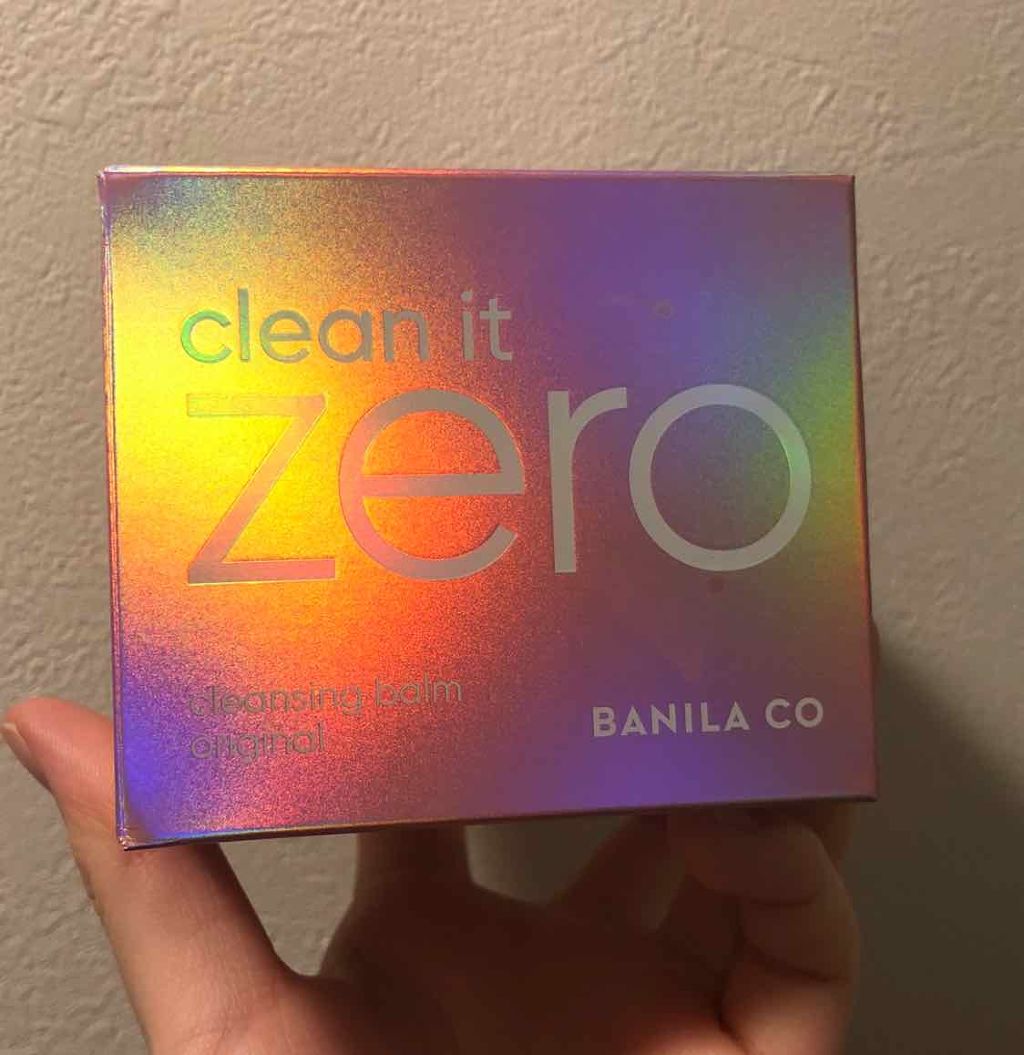 clean it
zero
cleansing balm
original
BANILA CO